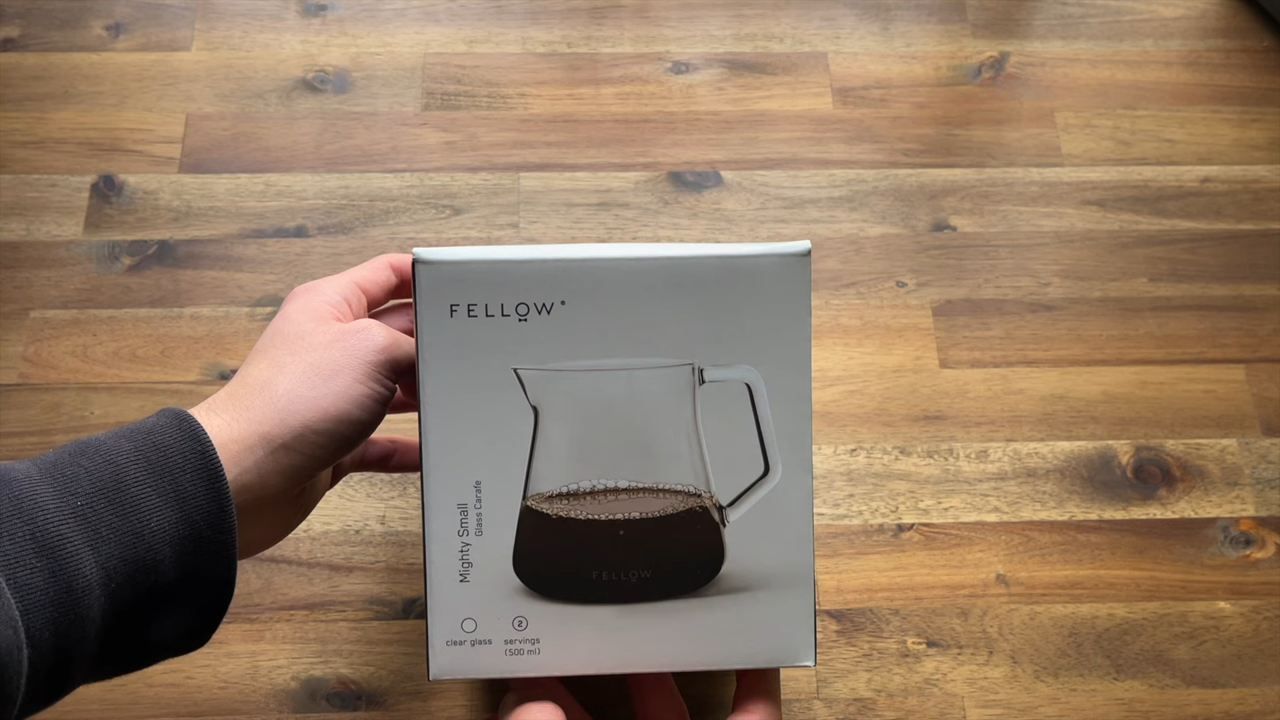 FELLOW
Mighty Small
Glass Carafe
FELLOW
clear glass
2
servings
(500 ml)